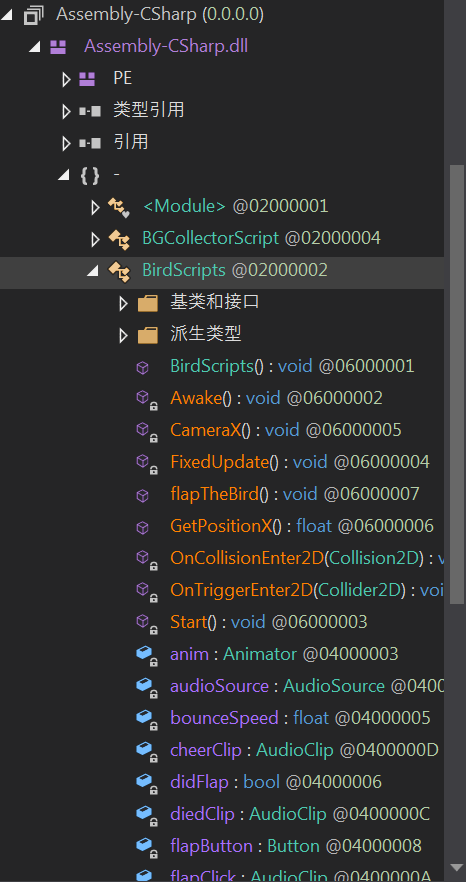 Assembly-CSharp (0.0.0.0)
Assembly-CSharp.dll
PE
类型引用
引用
{ } -
<Module> @02000001
BGCollectorScript @02000004
BirdScripts @02000002
基类和接口
派生类型
BirdScripts() : void @06000001
Awake() : void @06000002
CameraX() : void @06000005
FixedUpdate() : void @06000004
flapTheBird() : void @06000007
GetPositionX() : float @06000006
OnCollisionEnter2D(Collision2D) : v
OnTriggerEnter2D(Collider2D) : voi
Start() : void @06000003
anim : Animator @04000003
audioSource : AudioSource @0400
bounceSpeed : float @04000005
cheerClip : AudioClip @0400000D
didFlap : bool @04000006
diedClip : AudioClip @0400000C
flapButton : Button @04000008
flapClick : AudioClip @0400000A